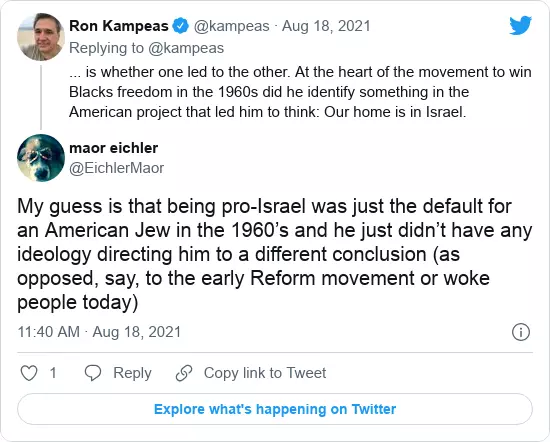 Ron Kampeas @kampeas · Aug 18, 2021
Replying to @kampeas
... is whether one led to the other. At the heart of the movement to win
Blacks freedom in the 1960s did he identify something in the
American project that led him to think: Our home is in Israel.
maor eichler
@EichlerMaor
My guess is that being pro-Israel was just the default for
an American Jew in the 1960’s and he just didn’t have any
ideology directing him to a different conclusion (as
opposed, say, to the early Reform movement or woke
people today)
11:40 AM · Aug 18, 2021
1 Reply Copy link to Tweet
Explore what's happening on Twitter